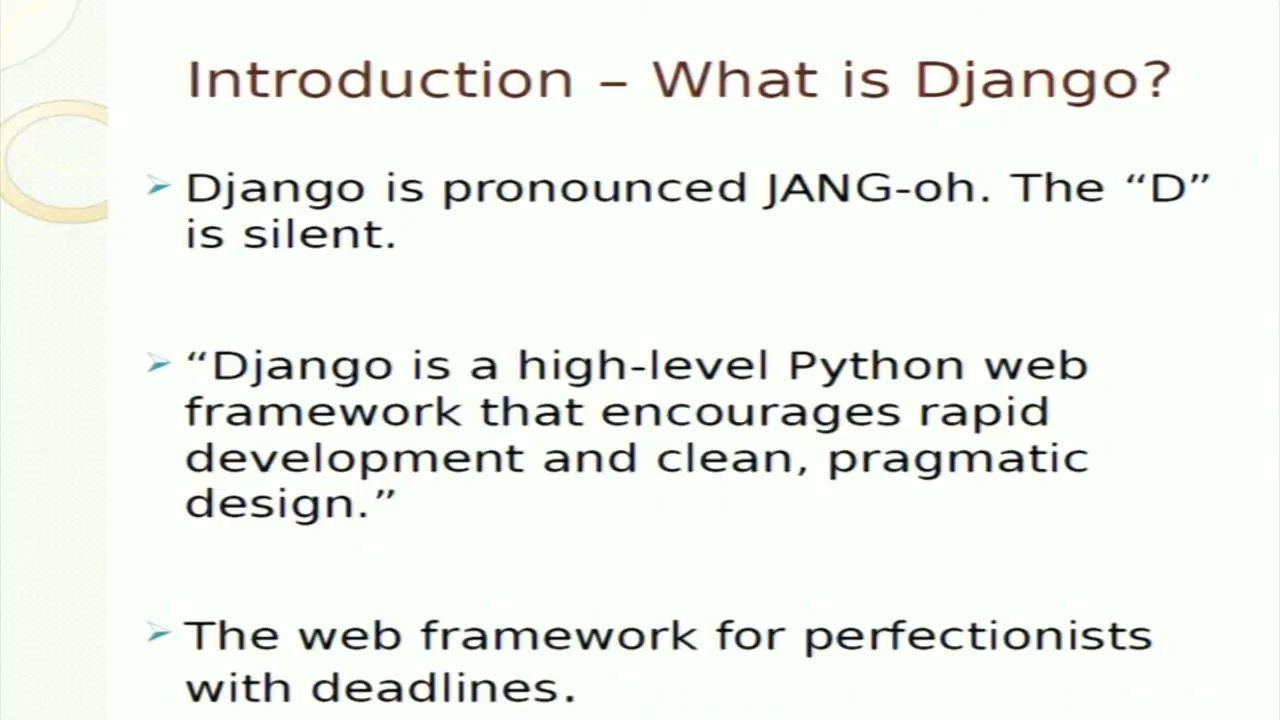 Introduction – What is Django?
Django is pronounced JANG-oh. The “D”
is silent.
“Django is a high-level Python web
framework that encourages rapid
development and clean, pragmatic
design.”
The web framework for perfectionists
with deadlines.